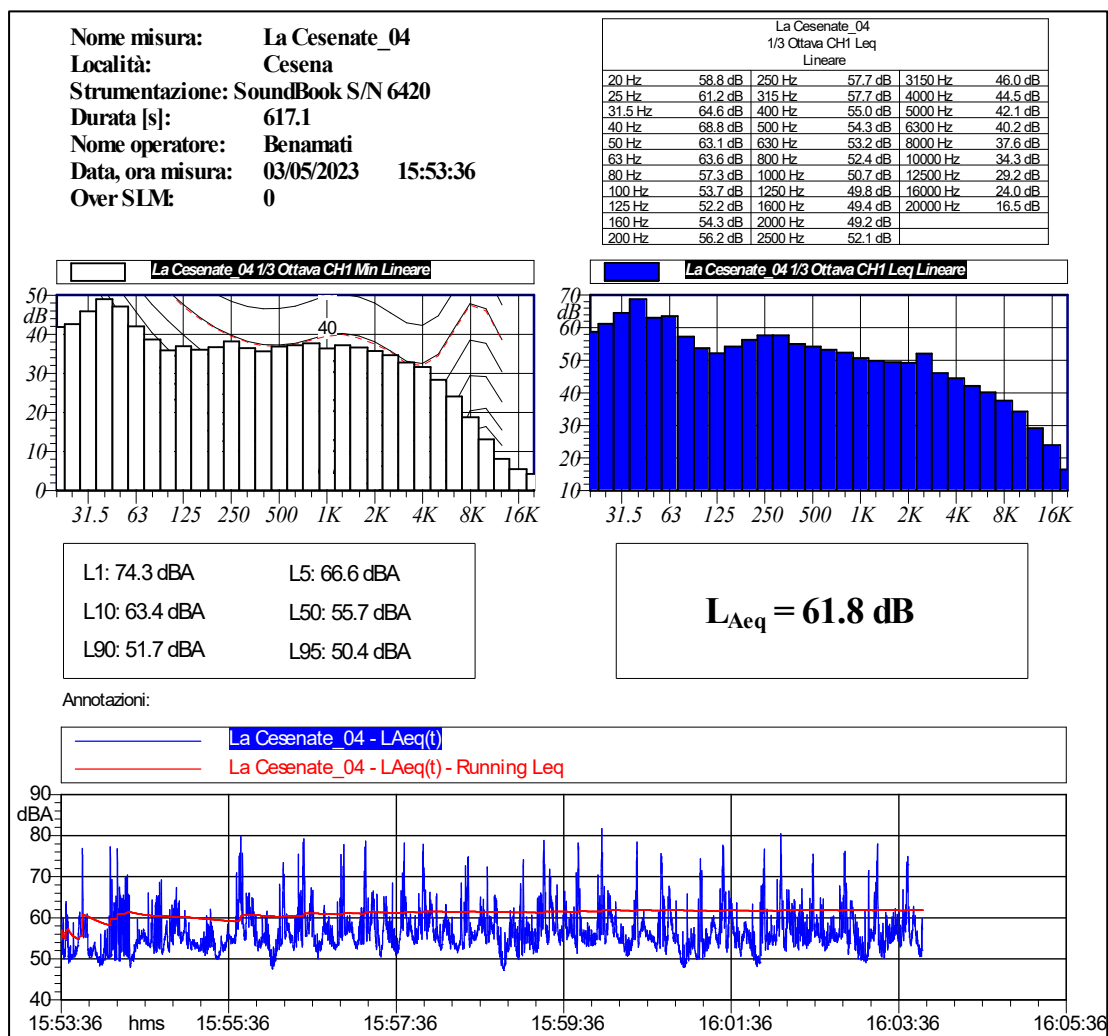 Nome misura: La Cesenate_04
Località: Cesena
Strumentazione: SoundBook S/N 6420
Durata [s]: 617.1
Nome operatore: Benamati
Data, ora misura: 03/05/2023 15:53:36
Over SLM: 0
La Cesenate_04
1/3 Ottava CH1 Leq
Lineare
20 Hz 58.8 dB 250 Hz 57.7 dB 3150 Hz 46.0 dB
25 Hz 61.2 dB 315 Hz 57.7 dB 4000 Hz 44.5 dB
31.5 Hz 64.6 dB 400 Hz 55.0 dB 5000 Hz 42.1 dB
40 Hz 68.8 dB 500 Hz 54.3 dB 6300 Hz 40.2 dB
50 Hz 63.1 dB 630 Hz 53.2 dB 8000 Hz 37.6 dB
63 Hz 63.6 dB 800 Hz 52.4 dB 10000 Hz 34.3 dB
80 Hz 57.3 dB 1000 Hz 50.7 dB 12500 Hz 29.2 dB
100 Hz 53.7 dB 1250 Hz 49.8 dB 16000 Hz 24.0 dB
125 Hz 52.2 dB 1600 Hz 49.4 dB 20000 Hz 16.5 dB
160 Hz 54.3 dB 2000 Hz 49.2 dB
200 Hz 56.2 dB 2500 Hz 52.1 dB
La Cesenate_04 1/3 Ottava CH1 Min Lineare
50
dB
40
30
20
10
0
40
31.5 63 125 250 500 1K 2K 4K 8K 16K
La Cesenate_04 1/3 Ottava CH1 Leq Lineare
70
dB
60
50
40
30
20
10
31.5 63 125 250 500 1K 2K 4K 8K 16K
L1: 74.3 dBA L5: 66.6 dBA
L10: 63.4 dBA L50: 55.7 dBA
L90: 51.7 dBA L95: 50.4 dBA
LAeq = 61.8 dB
Annotazioni:
La Cesenate_04 - LAeq(t)
La Cesenate_04 - LAeq(t) - Running Leq
90
dBA
80
70
60
50
40
15:53:36 hms 15:55:36 15:57:36 15:59:36 16:01:36 16:03:36 16:05:36